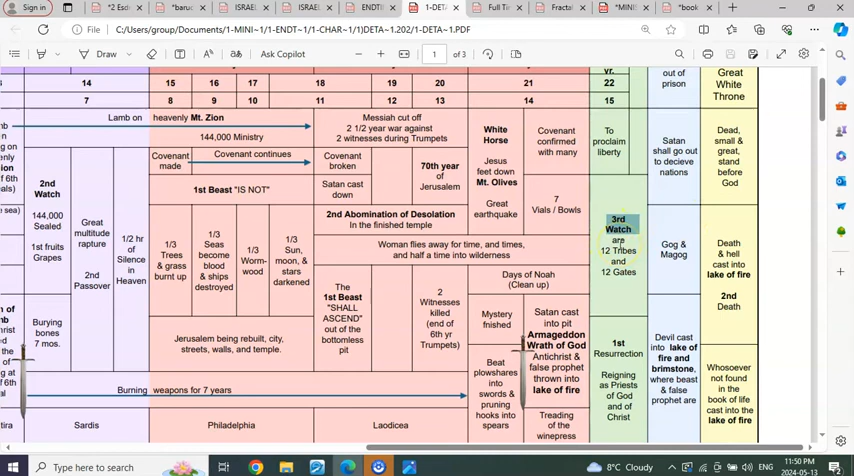 Sign in
*2 Esd
*baruc
ISRAEL
ISRAEL
ENDTI
1-DETA
Full Tir
Fractal
*MINIS
*book
File
C:/Users/group/Documents/1-MINI~1/1-ENDT~1/1-CHAR~1/1)DETA~1.202/1-DETA~1.PDF
Draw
Ask Copilot
1 of 3
yr.
out of
prison
Great
White
Throne
14 15 16 17 18 19 20 21 22
7 8 9 10 11 12 13 14 15
Lamb on heavenly Mt. Zion
144,000 Ministry
Messiah cut off
2 1/2 year war against
2 witnesses during Trumpets
White
Horse
Jesus
feet down
Mt. Olives
Great
earthquake
Covenant
confirmed
with many
To
proclaim
liberty
Satan
shall go out
to decieve
nations
Dead,
small &
great,
stand
before
God
Covenant
made
Covenant continues
Covenant
broken
Satan cast
down
70th year
of
Jerusalem
1st Beast "IS NOT"
2nd
Watch
144,000
Sealed
1st fruits
Grapes
Great
multitude
rapture
2nd
Passover
1/2 hr
of
Silence
in
Heaven
1/3
Trees
& grass
burnt up
1/3
Seas
become
blood
& ships
destroyed
1/3
Worm-
wood
1/3
Sun,
moon, &
stars
darkened
2nd Abomination of Desolation
In the finished temple
7
Vials / Bowls
3rd
Watch
are
12 Tribes
and
12 Gates
Gog &
Magog
Death
& hell
cast into
lake of fire
2nd
Death
Woman flies away for time, and times,
and half a time into wilderness
Days of Noah
(Clean up)
The
1st Beast
"SHALL
ASCEND"
out of the
bottomless
pit
2
Witnesses
killed
(end of
6th yr
Trumpets)
Mystery
fnished
Satan cast
into pit
Armageddon
Wrath of God
Antichrist &
false prophet
thrown into
lake of fire
Burying
bones
7 mos.
Jerusalem being rebuilt, city,
streets, walls, and temple.
1st
Resurrection
Reigning
as Priests
of God
and of
Christ
Devil cast
into lake
of fire and
brimstone,
where beast
& false
prophet are
Whosoever
not found
in the
book of life
cast into the
lake of fire
Beat
plowshares
into
swords &
pruning
hooks into
spears
Burning weapons for 7 years
Treading of
the
winepress
Sardis
Philadelphia
Laodicea
Type here to search
8°C Cloudy
ENG
11:50 PM
2024-05-13